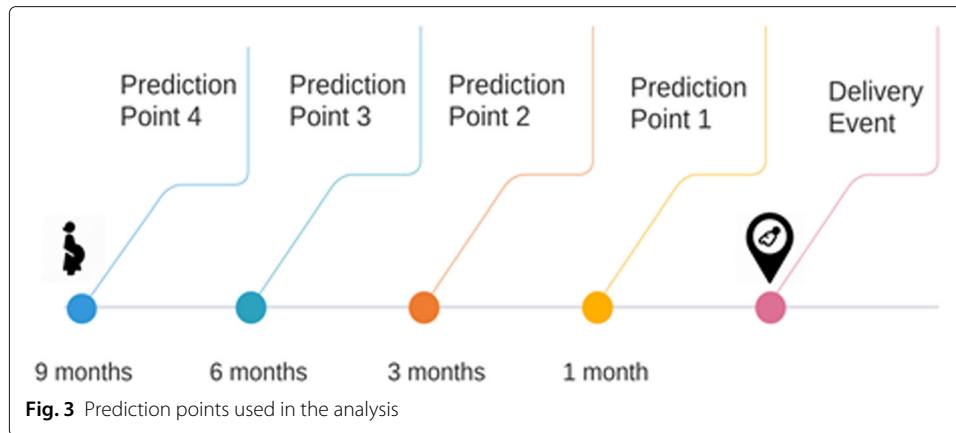 Prediction
Point 4
Prediction
Point 3
Prediction
Point 2
Prediction
Point 1
Delivery
Event
9 months
6 months
3 months
1 month
Fig. 3 Prediction points used in the analysis